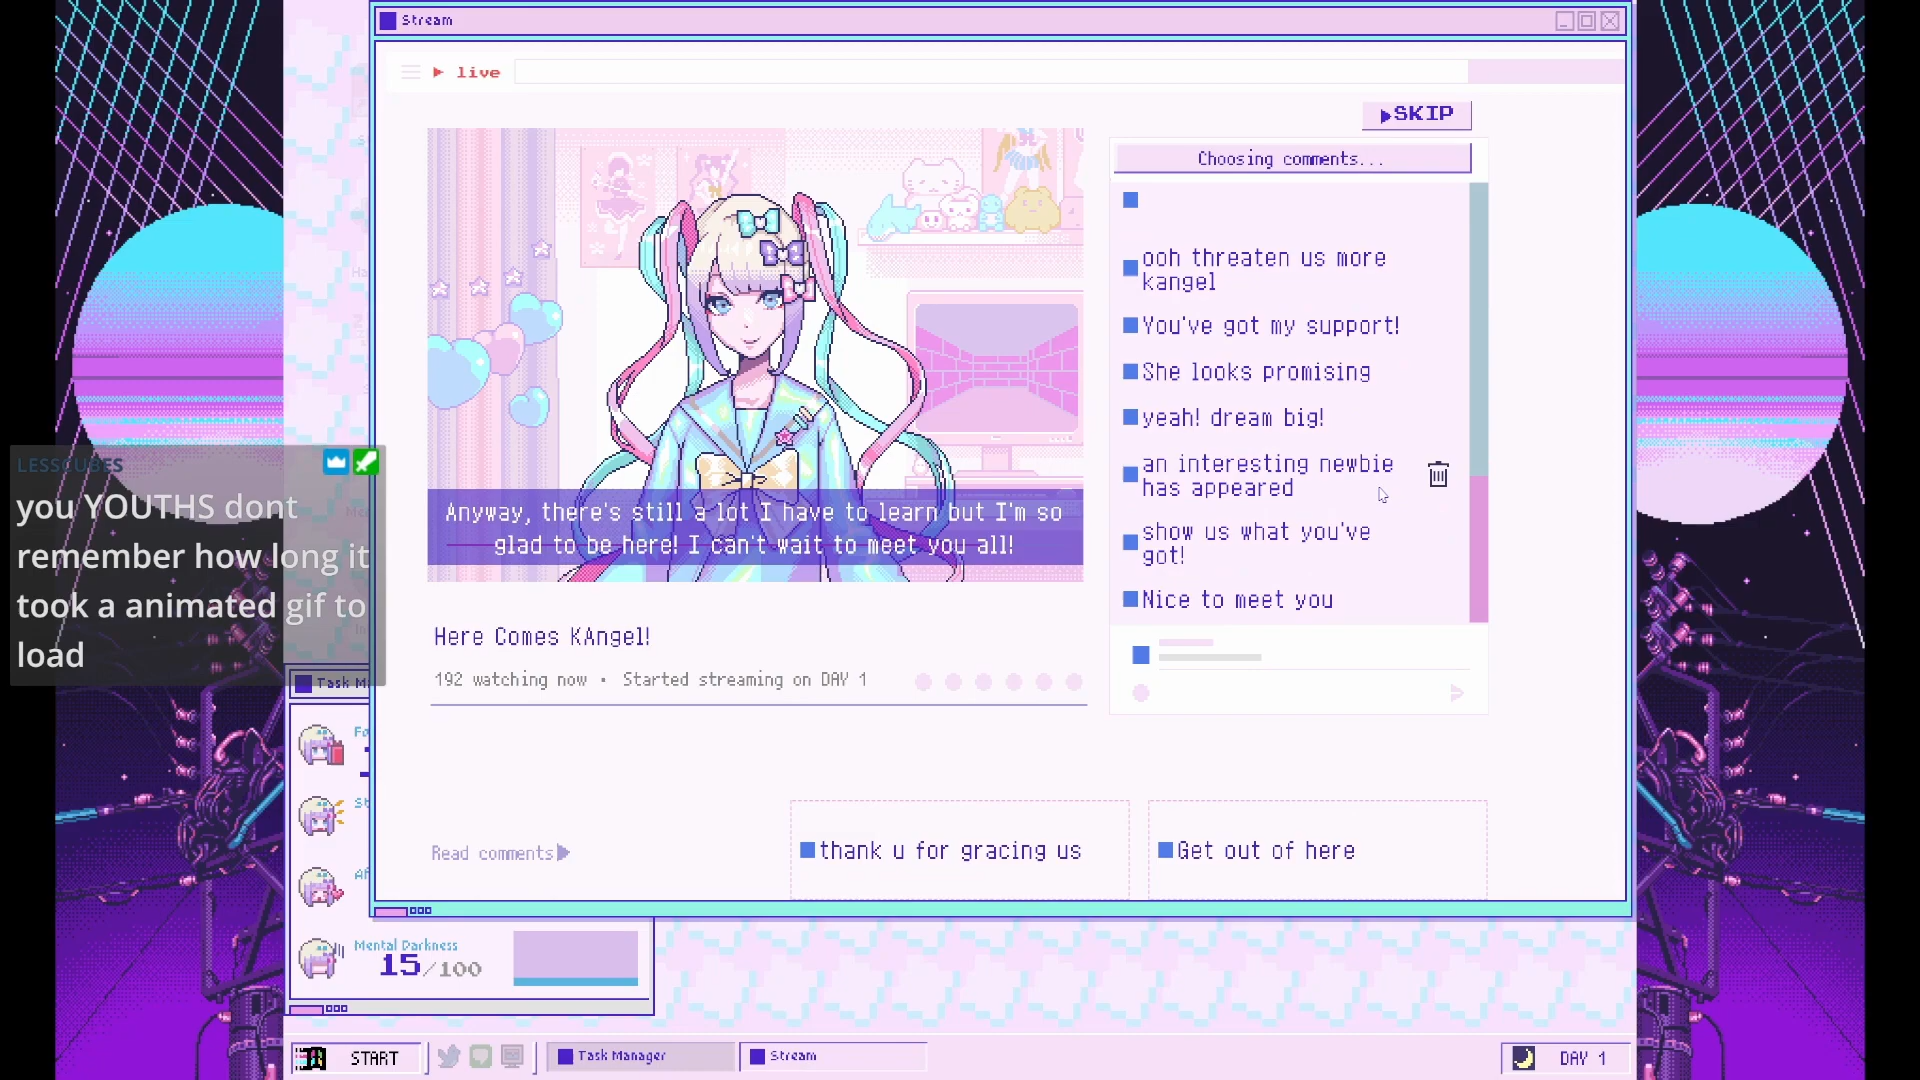 Stream
live
SKIP
Choosing comments...
ooh threaten us more
kangel
You've got my support!
She looks promising
yeah! dream big!
an interesting newbie
has appeared
show us what you've
got!
Nice to meet you
Anyway, there's still a lot I have to learn but I'm so
glad to be here! I can't wait to meet you all!
Here Comes KAngel!
192 watching now • Started streaming on DAY 1
LESSCUBES
you YOUTHS dont
remember how long it
took a animated gif to
load
Read comments
thank u for gracing us
Get out of here
Task M
Fo
St
Af
Mental Darkness
15/100
START
Task Manager
Stream
DAY 1